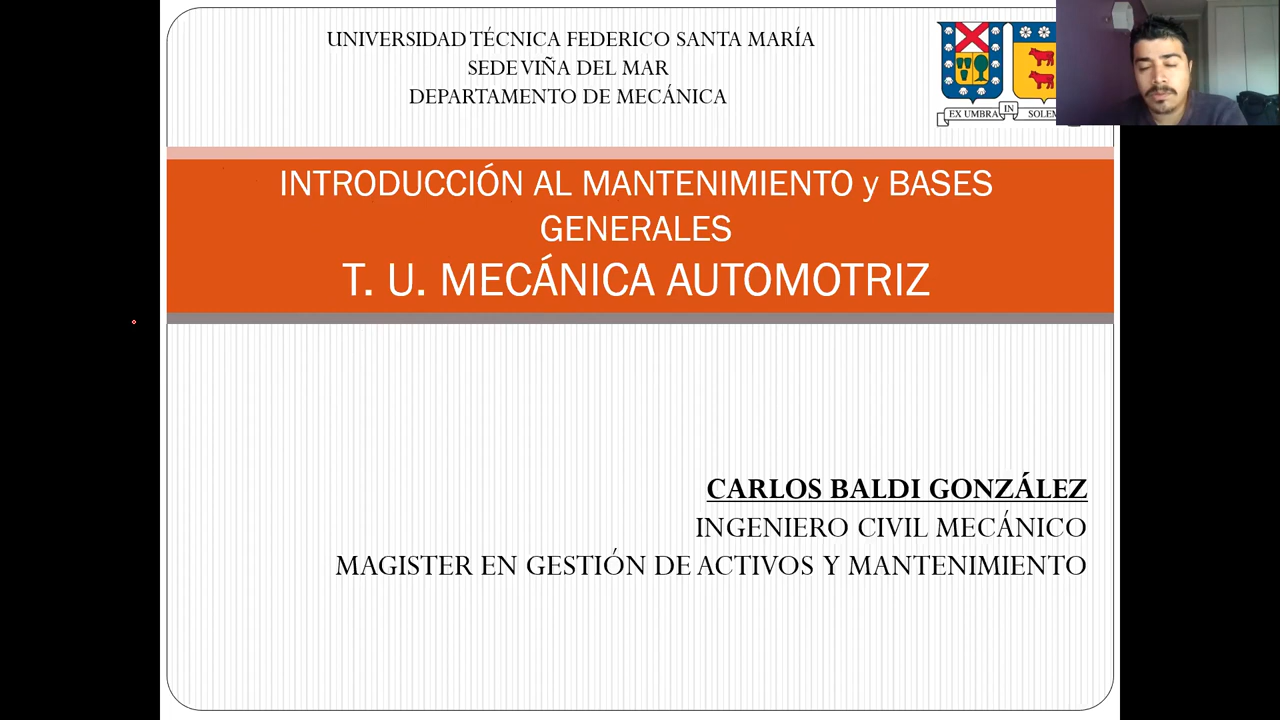 UNIVERSIDAD TÉCNICA FEDERICO SANTA MARÍA
SEDE VIÑA DEL MAR
DEPARTAMENTO DE MECÁNICA
EX UMBRA IN SOLEM
INTRODUCCIÓN AL MANTENIMIENTO y BASES
GENERALES
T. U. MECÁNICA AUTOMOTRIZ
CARLOS BALDI GONZÁLEZ
INGENIERO CIVIL MECÁNICO
MAGISTER EN GESTIÓN DE ACTIVOS Y MANTENIMIENTO